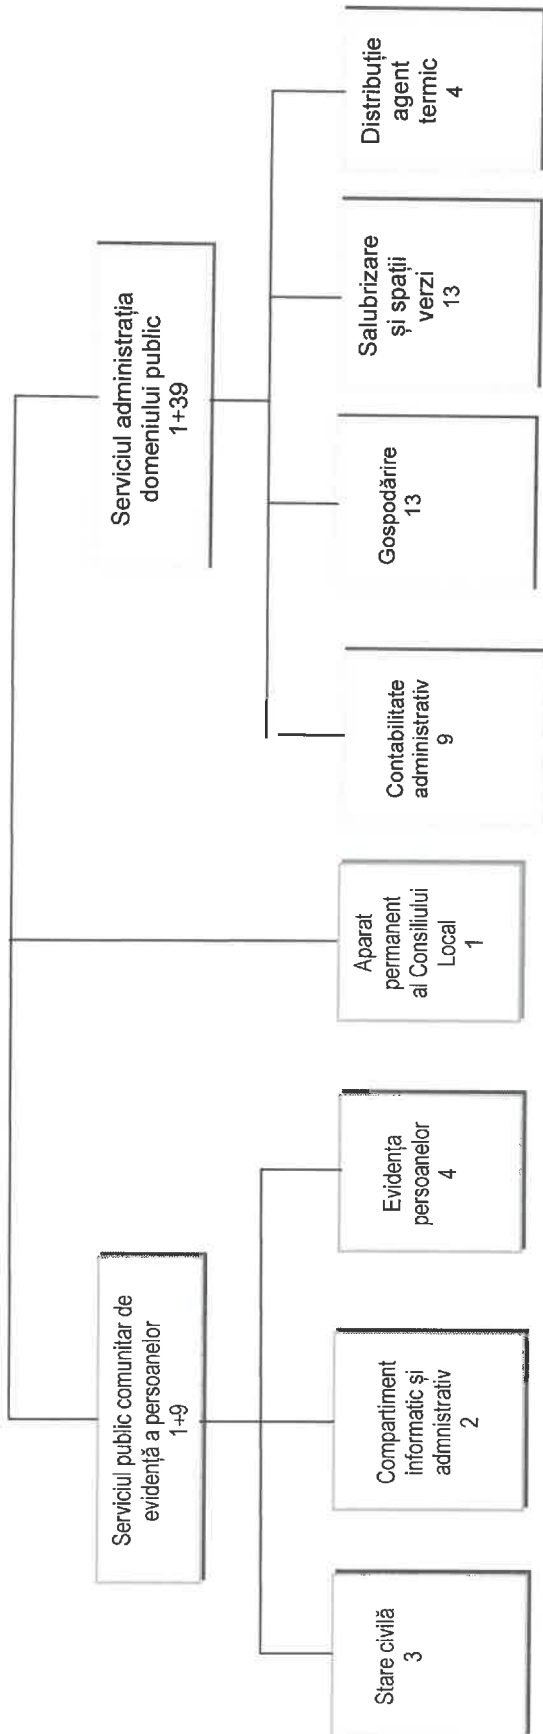 Serviciul public comunitar de
evidență a persoanelor
1+9
Serviciul administrația
domeniului public
1+39
Stare civilă
3
Compartiment
informatic și
admnistrativ
2
Evidența
persoanelor
4
Aparat
permanent
al Consiliului
Local
1
Contabilitate
administrativ
9
Gospodărire
13
Salubrizare
și spații
verzi
13
Distribuție
agent
termic
4